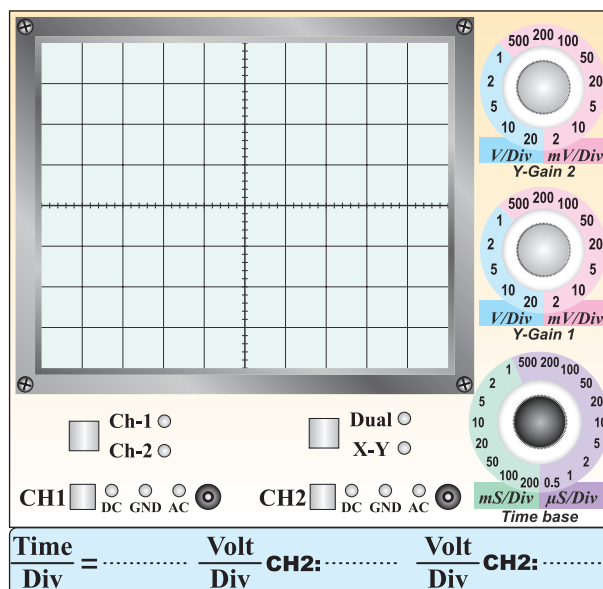 500 200 100
1 50
2 20
5 5
10 20 2
V/Div mV/Div
Y-Gain 2
500 200 100
1 50
2 20
5 5
10 20 2
V/Div mV/Div
Y-Gain 1
500 200 100
1 50
2 20
5 10
10 5
20 2
50 1
100 200 0.5
mS/Div µS/Div
Time base
Ch-1
Ch-2
Dual
X-Y
CH1 DC GND AC
CH2 DC GND AC
Time/Div = ............ Volt/Div CH2:............ Volt/Div CH2:............